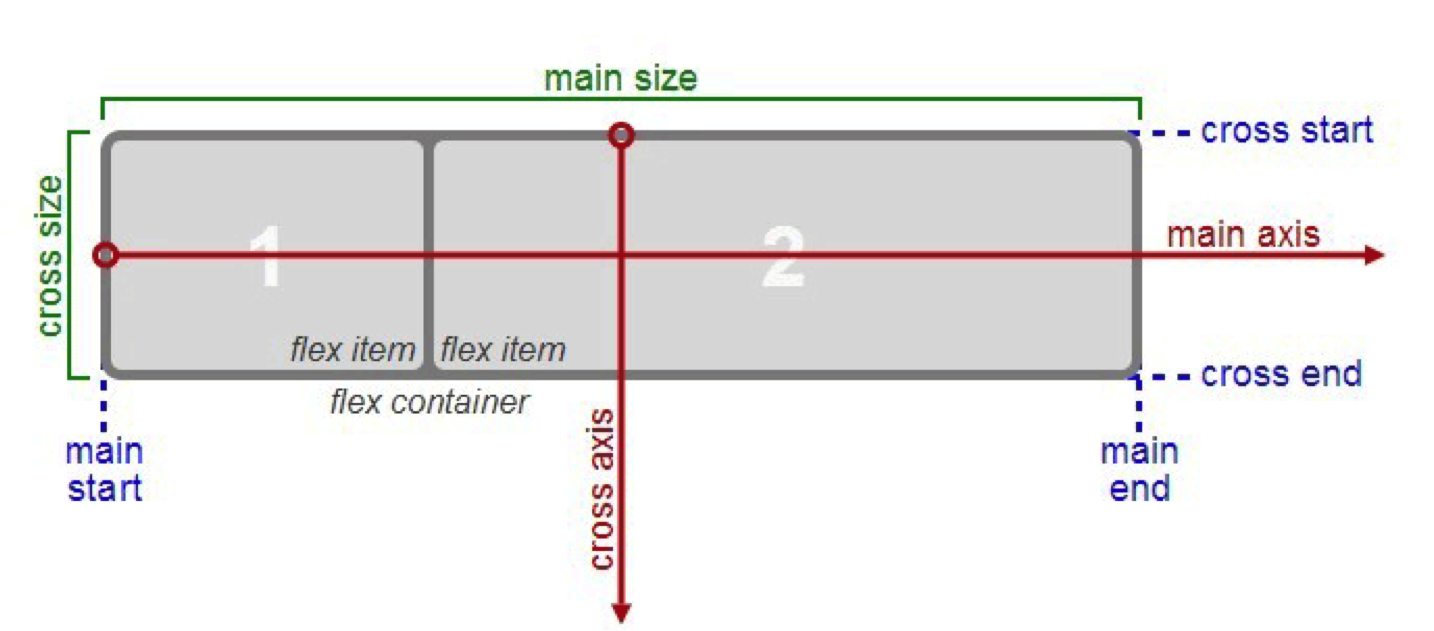 main size
cross start
cross size
1
2
main axis
flex item
flex item
cross end
flex container
cross axis
main
start
main
end